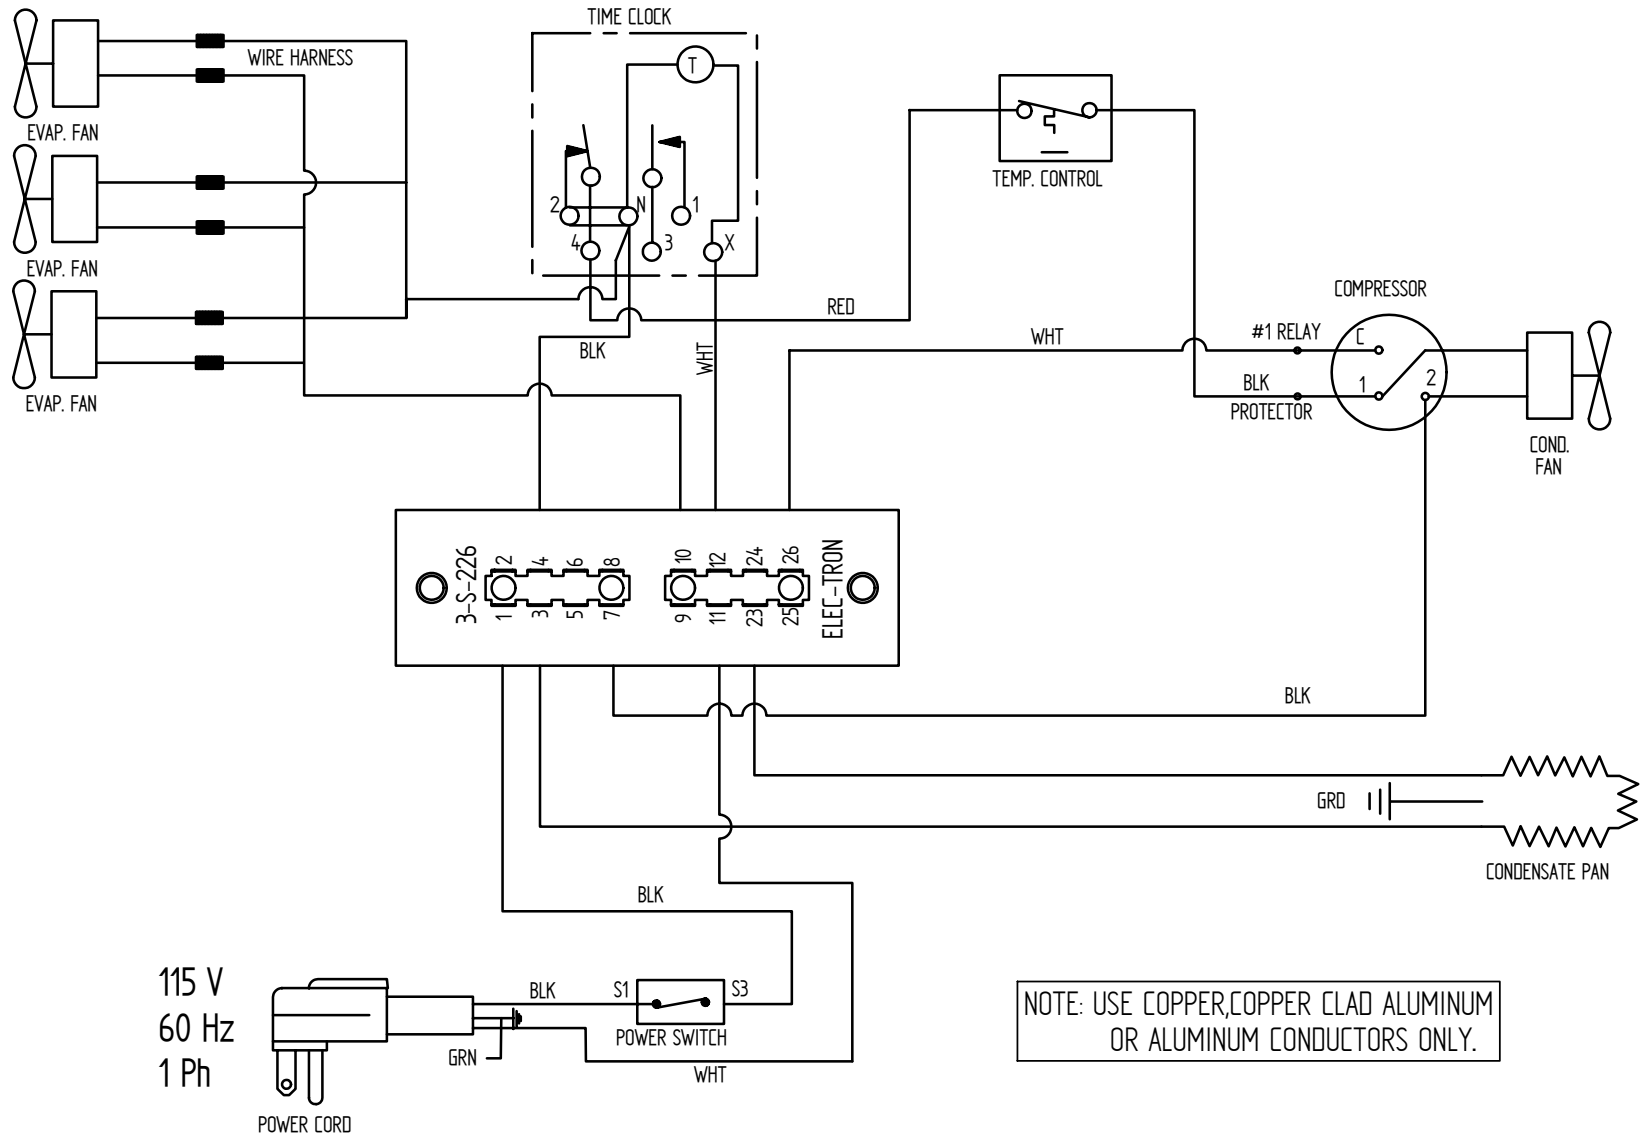 TIME CLOCK
WIRE HARNESS
T
EVAP. FAN
TEMP. CONTROL
2
N
1
4
3
X
EVAP. FAN
COMPRESSOR
RED
#1 RELAY
C
WHT
BLK
WHT
BLK
1
2
EVAP. FAN
PROTECTOR
COND.
FAN
3-S-226
2
4
6
8
10
12
24
26
ELEC-TRON
1
3
5
7
9
11
23
25
BLK
GRD
CONDENSATE PAN
BLK
115 V
60 Hz
1 Ph
BLK
S1
S3
POWER SWITCH
GRN
WHT
POWER CORD
NOTE: USE COPPER,COPPER CLAD ALUMINUM
OR ALUMINUM CONDUCTORS ONLY.